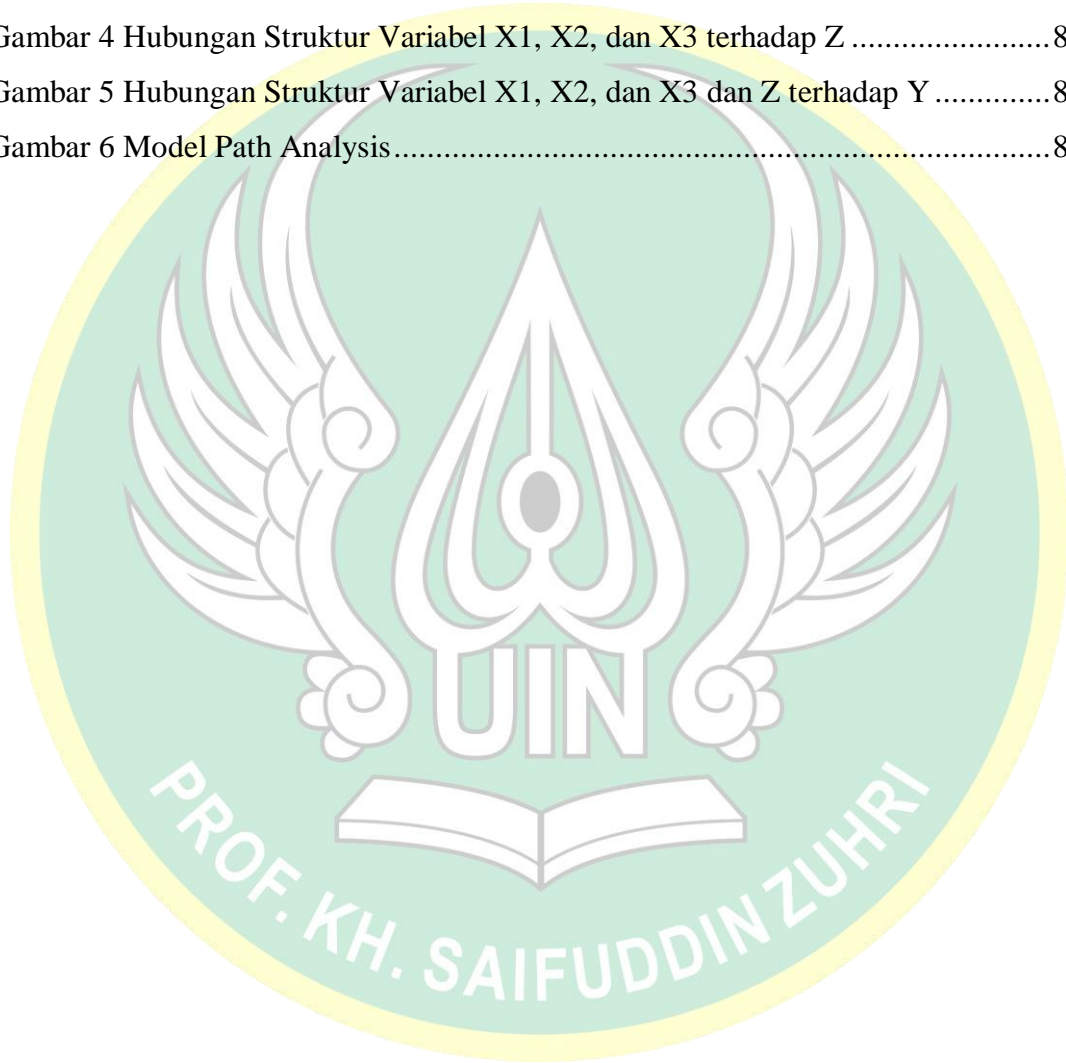 Gambar 4 Hubungan Struktur Variabel X1, X2, dan X3 terhadap Z ......................... 8
Gambar 5 Hubungan Struktur Variabel X1, X2, dan X3 dan Z terhadap Y ............... 8
Gambar 6 Model Path Analysis ................................................................................... 8
UIN
PROF. KH. SAIFUDDIN ZUHRI